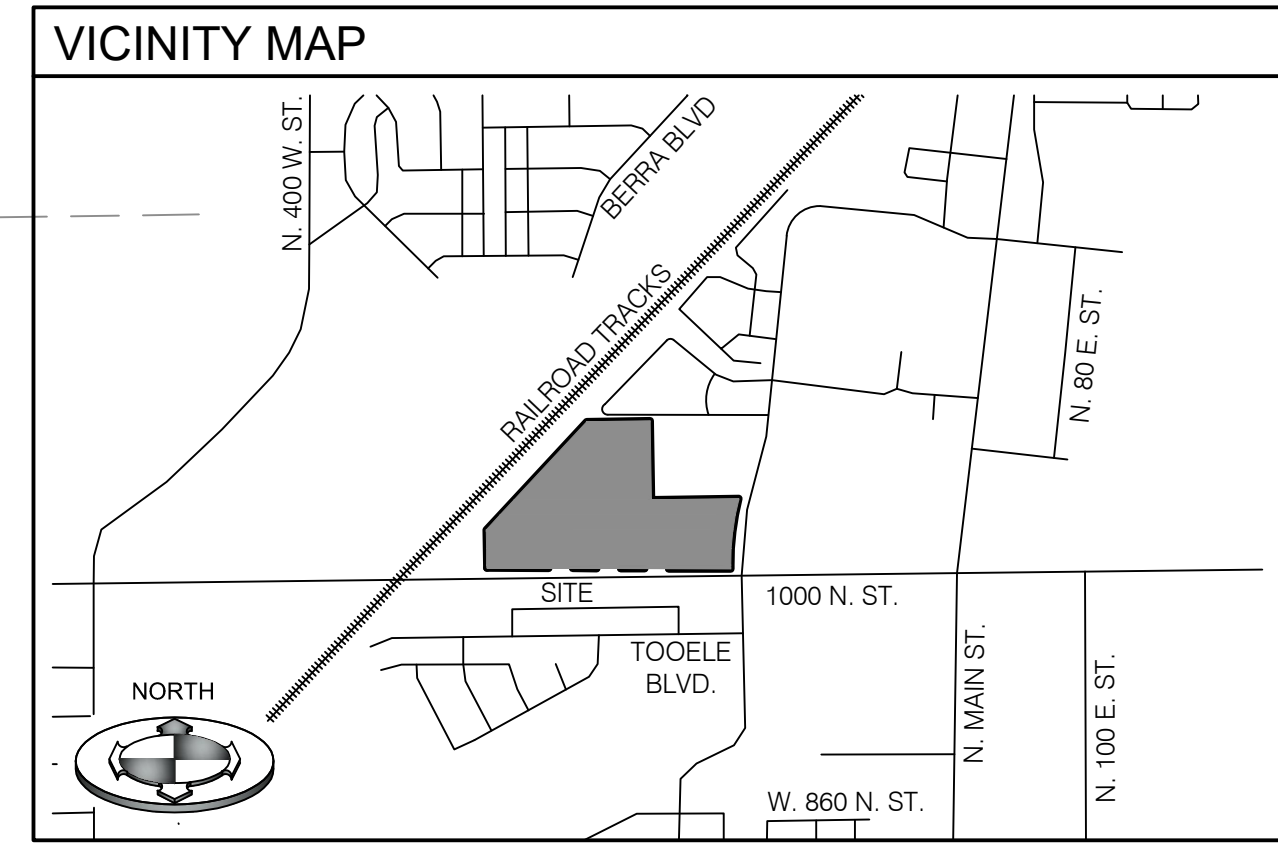 VICINITY MAP
N. 400 W. ST.
BERRA BLVD
RAILROAD TRACKS
N. 80 E. ST.
SITE
1000 N. ST.
TOOELE
BLVD.
NORTH
N. MAIN ST.
N. 100 E. ST.
W. 860 N. ST.